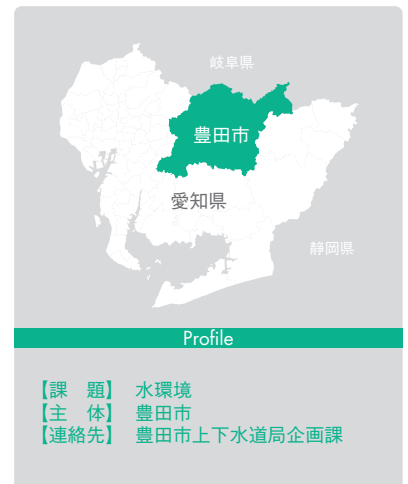 岐阜県
豊田市
愛知県
静岡県
Profile
【課　題】　水環境
【主　体】　豊田市
【連絡先】　豊田市上下水道局企画課